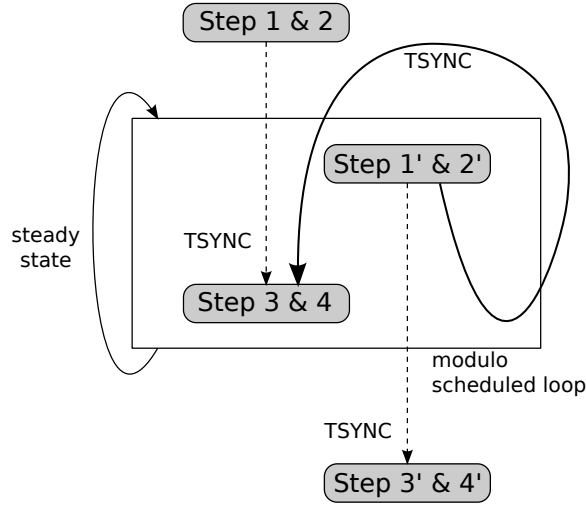 Step 1 & 2
TSYNC
Step 1' & 2'
steady
state
TSYNC
Step 3 & 4
modulo
scheduled loop
TSYNC
Step 3' & 4'